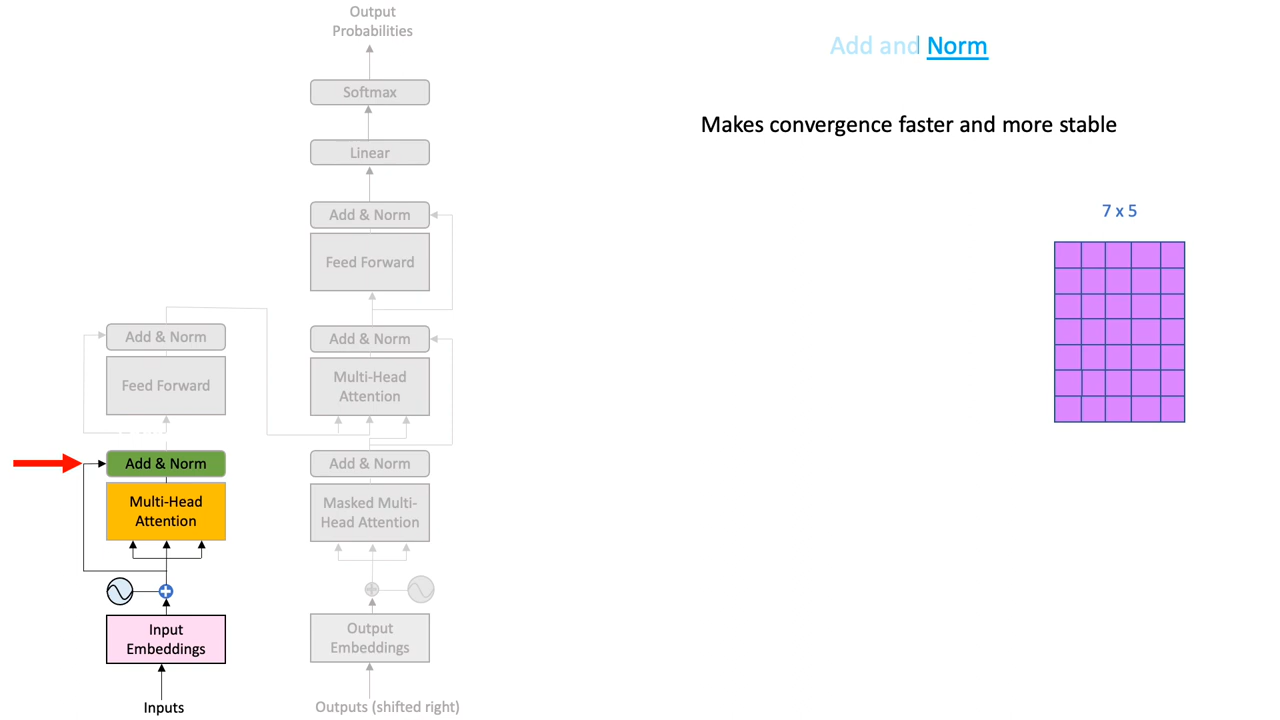 Output
Probabilities
Softmax
Linear
Add & Norm
Feed Forward
Add & Norm
Multi-Head
Attention
Add & Norm
Masked Multi-
Head Attention
Output
Embeddings
Outputs (shifted right)
Add & Norm
Feed Forward
Add & Norm
Multi-Head
Attention
Input
Embeddings
Inputs
Add and Norm
Makes convergence faster and more stable
7 x 5